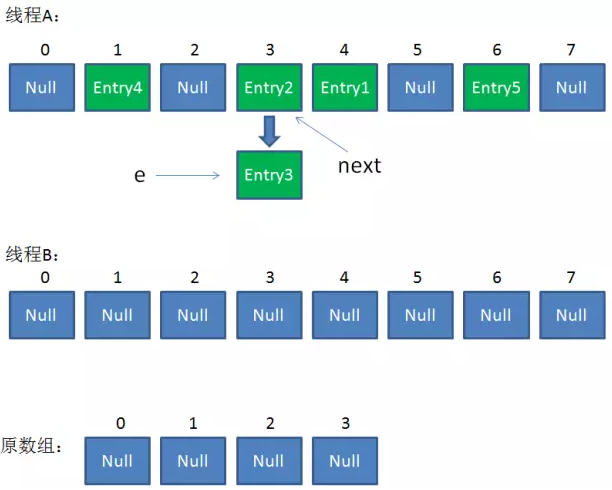 线程A:
0 1 2 3 4 5 6 7
Null Entry4 Null Entry2 Entry1 Null Entry5 Null
e Entry3 next
线程B:
0 1 2 3 4 5 6 7
Null Null Null Null Null Null Null Null
0 1 2 3
原数组: Null Null Null Null